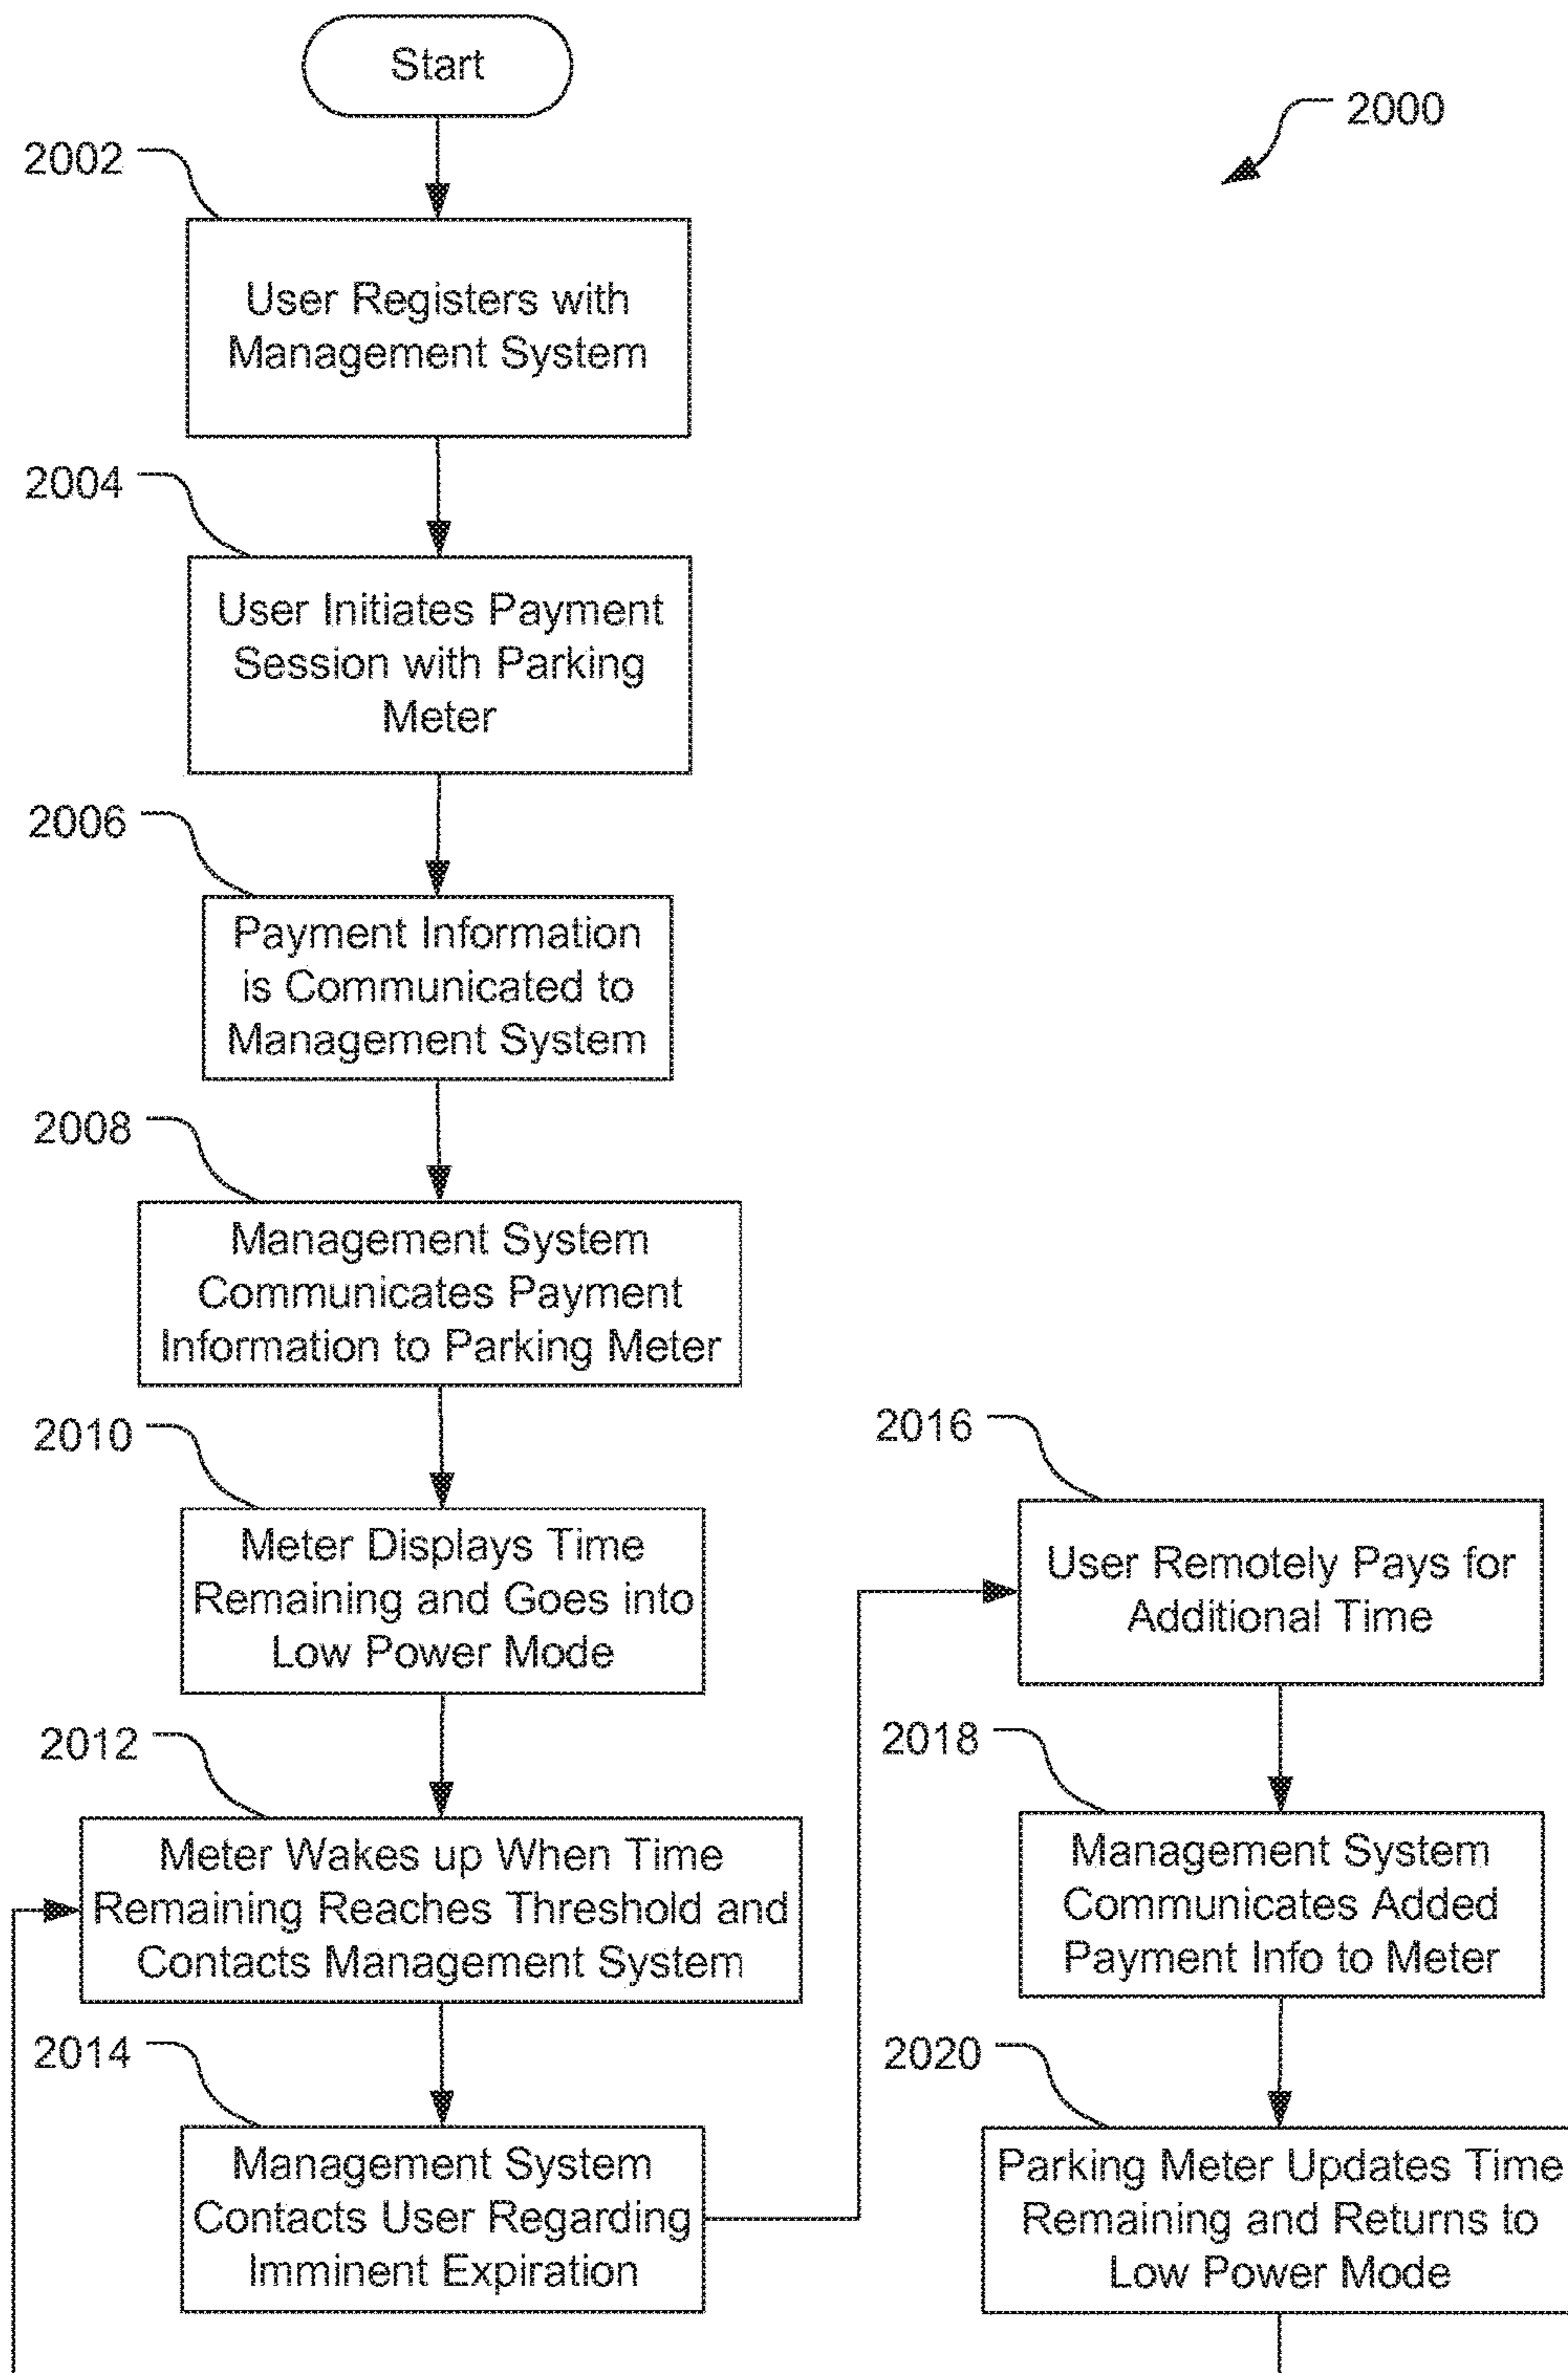 Start
2000
2002
User Registers with
Management System
2004
User Initiates Payment
Session with Parking
Meter
2006
Payment Information
is Communicated to
Management System
2008
Management System
Communicates Payment
Information to Parking Meter
2010
Meter Displays Time
Remaining and Goes into
Low Power Mode
2012
Meter Wakes up When Time
Remaining Reaches Threshold and
Contacts Management System
2014
Management System
Contacts User Regarding
Imminent Expiration
2016
User Remotely Pays for
Additional Time
2018
Management System
Communicates Added
Payment Info to Meter
2020
Parking Meter Updates Time
Remaining and Returns to
Low Power Mode